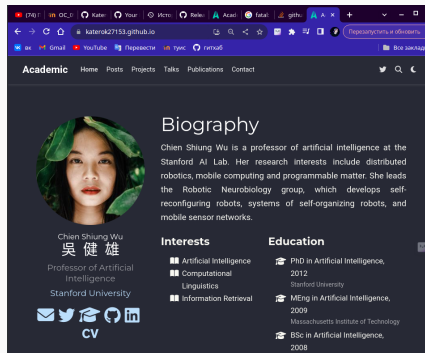 (74) П
OC_0
Kater
Your
Исто
Relea
Acad
fatal
githu
A
katerok27153.github.io
Перезапустить и обновить
вк
Gmail
YouTube
Перевести
туис
гитхаб
Все заклад
Academic
Home
Posts
Projects
Talks
Publications
Contact
Biography
Chien Shiung Wu is a professor of artificial intelligence at the
Stanford AI Lab. Her research interests include distributed
robotics, mobile computing and programmable matter. She leads
the Robotic Neurobiology group, which develops self-
reconfiguring robots, systems of self-organizing robots, and
mobile sensor networks.
Chien Shiung Wu
吳健雄
Professor of Artificial
Intelligence
Stanford University
CV
Interests
Artificial Intelligence
Computational
Linguistics
Information Retrieval
Education
PhD in Artificial Intelligence,
2012
Stanford University
MEng in Artificial Intelligence,
2009
Massachusetts Institute of Technology
BSc in Artificial Intelligence,
2008